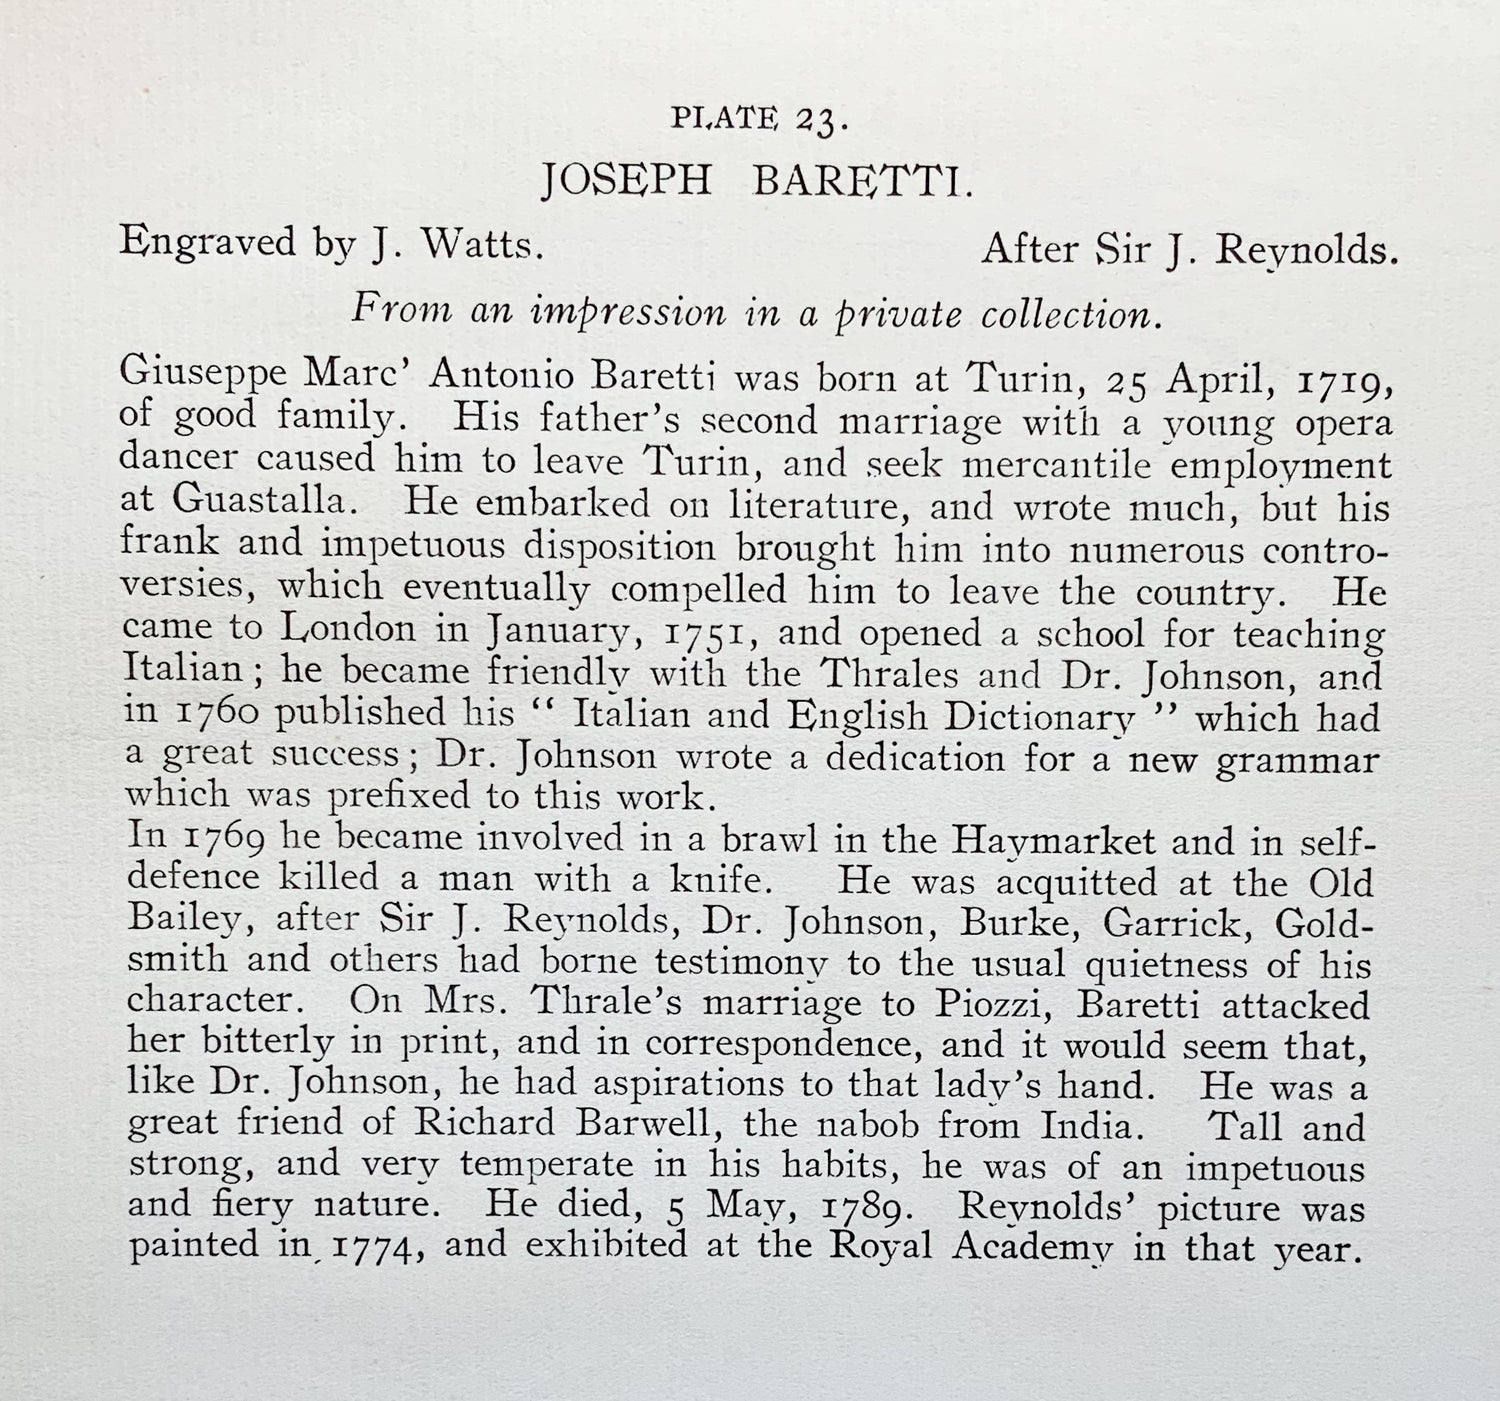 PLATE 23.
JOSEPH BARETTI.
Engraved by J. Watts. After Sir J. Reynolds.
From an impression in a private collection.
Giuseppe Marc' Antonio Baretti was born at Turin, 25 April, 1719,
of good family. His father's second marriage with a young opera
dancer caused him to leave Turin, and seek mercantile employment
at Guastalla. He embarked on literature, and wrote much, but his
frank and impetuous disposition brought him into numerous contro-
versies, which eventually compelled him to leave the country. He
came to London in January, 1751, and opened a school for teaching
Italian; he became friendly with the Thrales and Dr. Johnson, and
in 1760 published his “ Italian and English Dictionary ” which had
a great success; Dr. Johnson wrote a dedication for a new grammar
which was prefixed to this work.
In 1769 he became involved in a brawl in the Haymarket and in self-
defence killed a man with a knife. He was acquitted at the Old
Bailey, after Sir J. Reynolds, Dr. Johnson, Burke, Garrick, Gold-
smith and others had borne testimony to the usual quietness of his
character. On Mrs. Thrale's marriage to Piozzi, Baretti attacked
her bitterly in print, and in correspondence, and it would seem that,
like Dr. Johnson, he had aspirations to that lady's hand. He was a
great friend of Richard Barwell, the nabob from India. Tall and
strong, and very temperate in his habits, he was of an impetuous
and fiery nature. He died, 5 May, 1789. Reynolds' picture was
painted in 1774, and exhibited at the Royal Academy in that year.